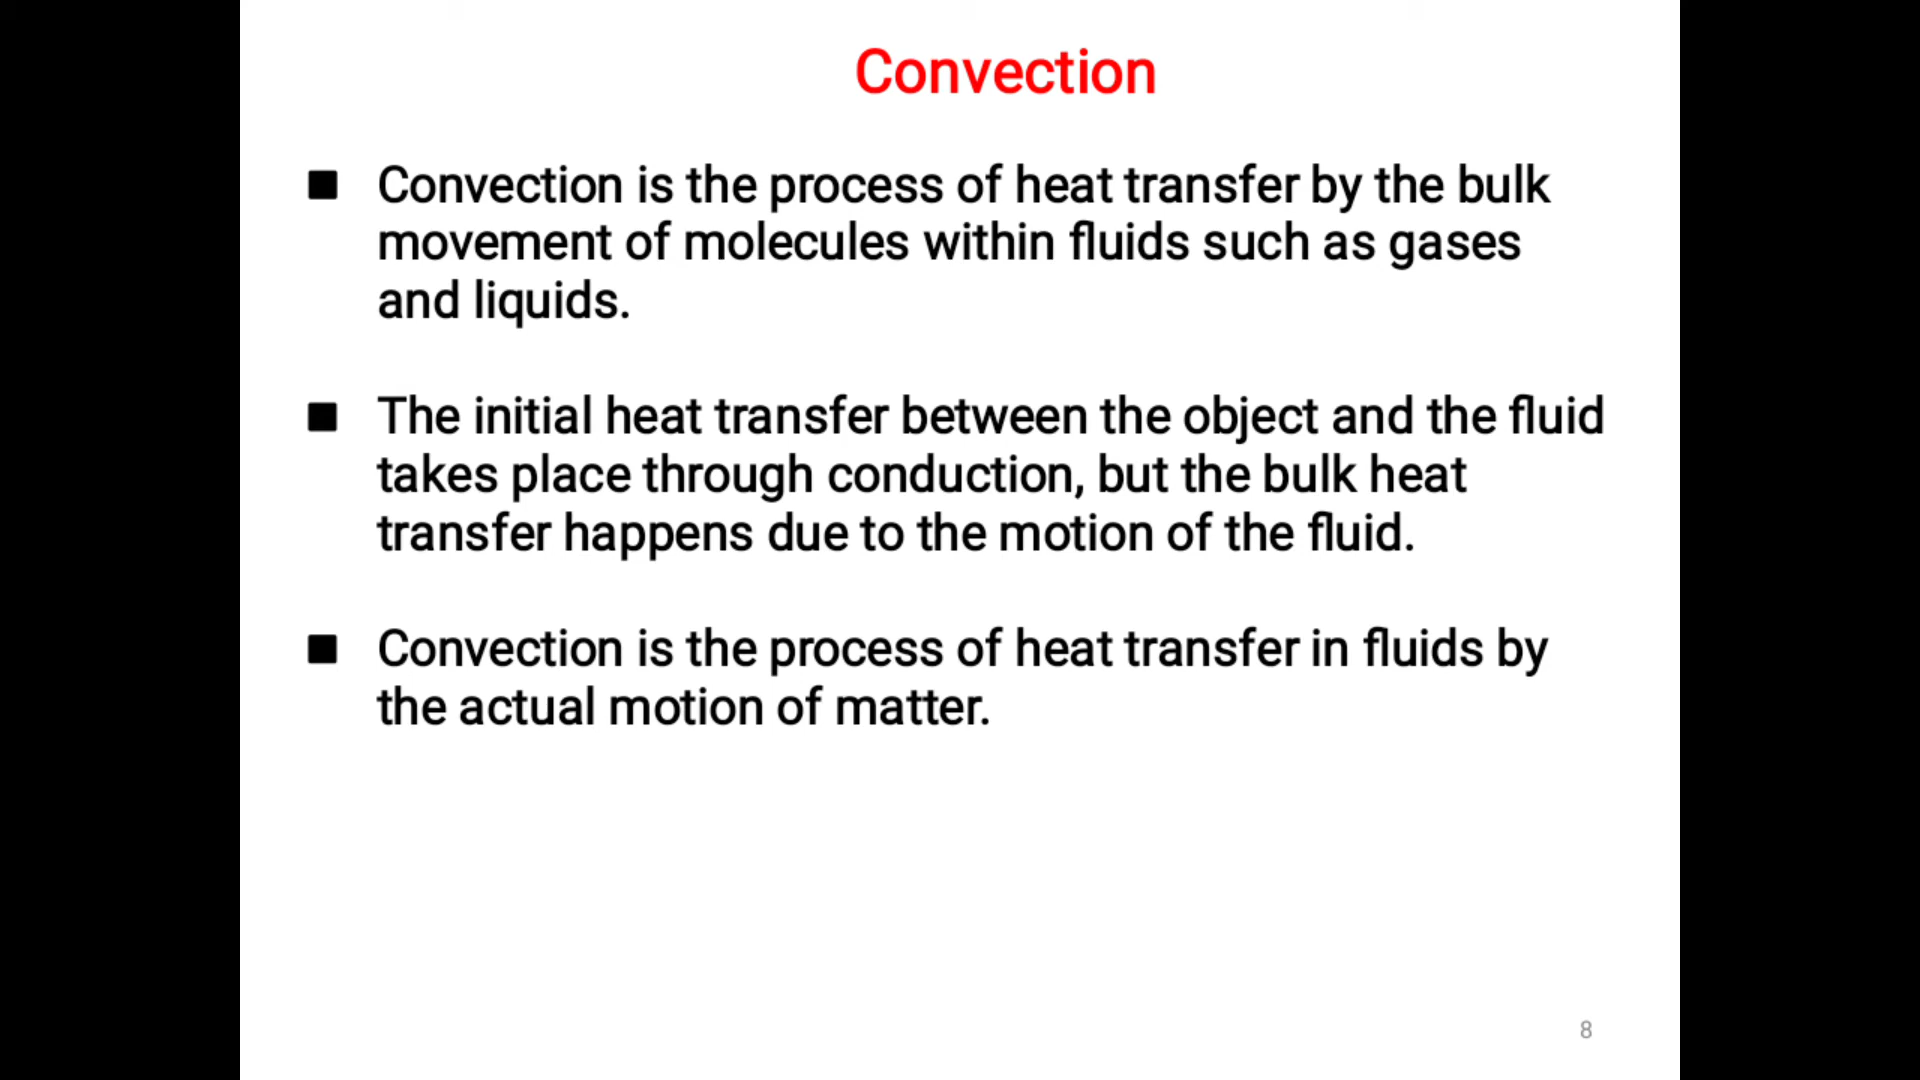 Convection
■ Convection is the process of heat transfer by the bulk
movement of molecules within fluids such as gases
and liquids.
■ The initial heat transfer between the object and the fluid
takes place through conduction, but the bulk heat
transfer happens due to the motion of the fluid.
■ Convection is the process of heat transfer in fluids by
the actual motion of matter.
8